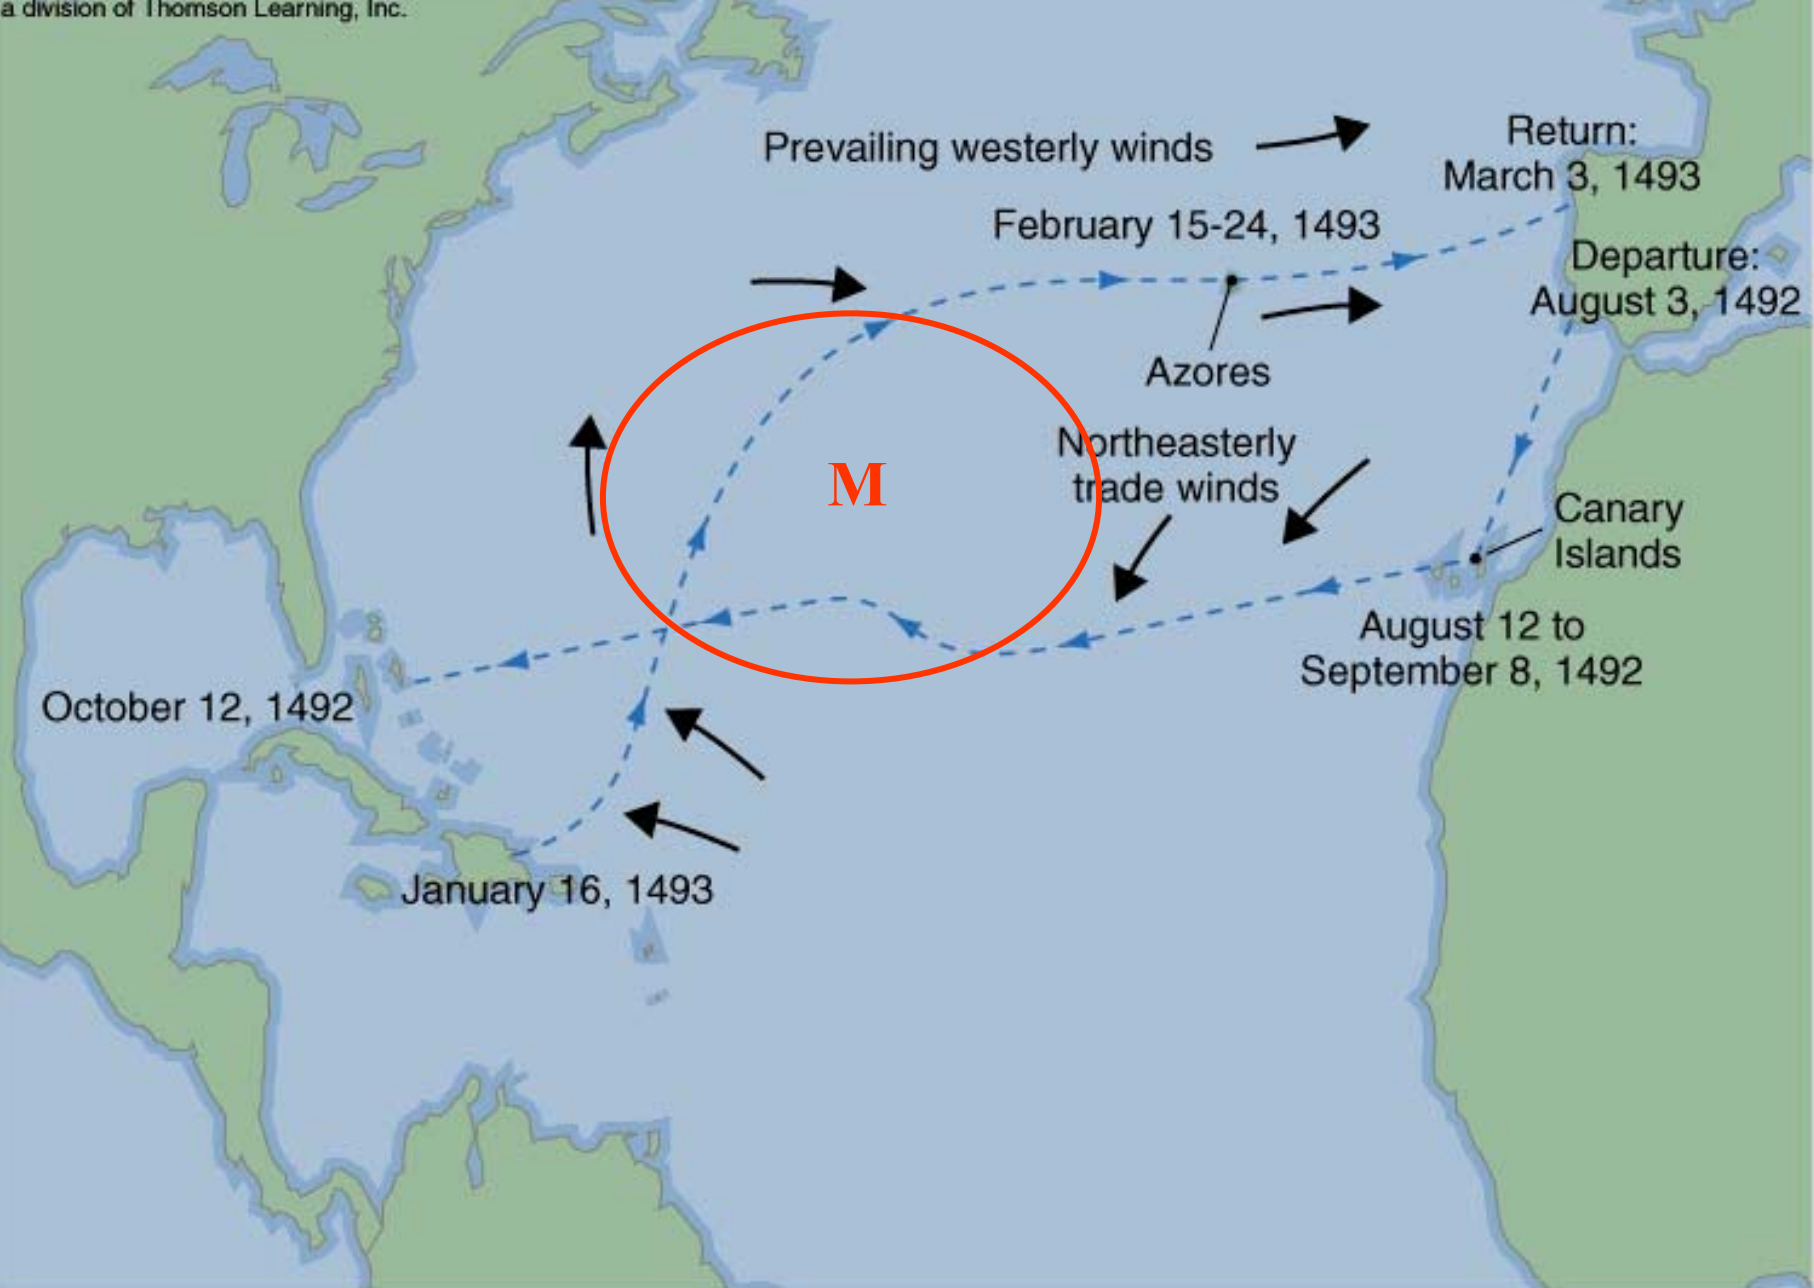 a division of Thomson Learning, Inc.
Prevailing westerly winds
Return:
March 3, 1493
February 15-24, 1493
Departure:
August 3, 1492
Azores
Northeasterly
trade winds
M
Canary
Islands
August 12 to
September 8, 1492
October 12, 1492
January 16, 1493